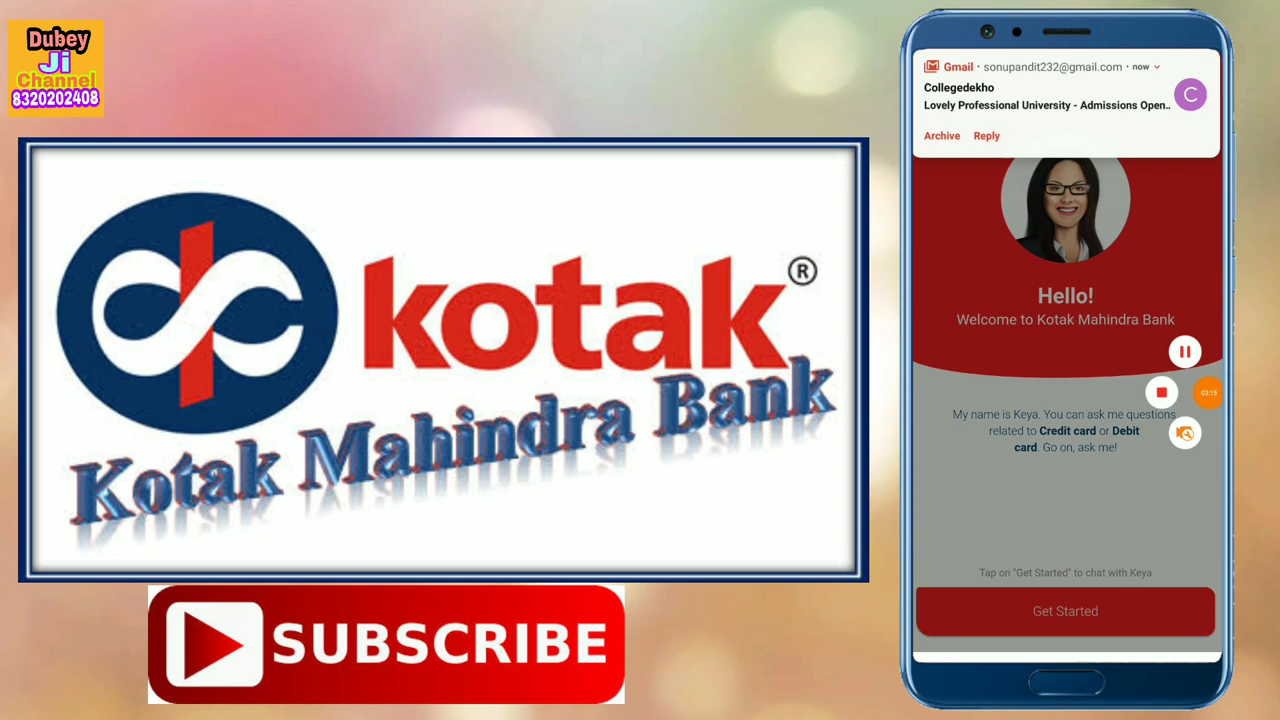 Dubey
Ji
Channel
8320202408
kotak®
Kotak Mahindra Bank
SUBSCRIBE
Gmail · sonupandit232@gmail.com · now
Collegedekho
Lovely Professional University - Admissions Open..
C
Archive Reply
Hello!
Welcome to Kotak Mahindra Bank
03:15
My name is Keya. You can ask me questions
related to Credit card or Debit
card. Go on, ask me!
Tap on "Get Started" to chat with Keya
Get Started